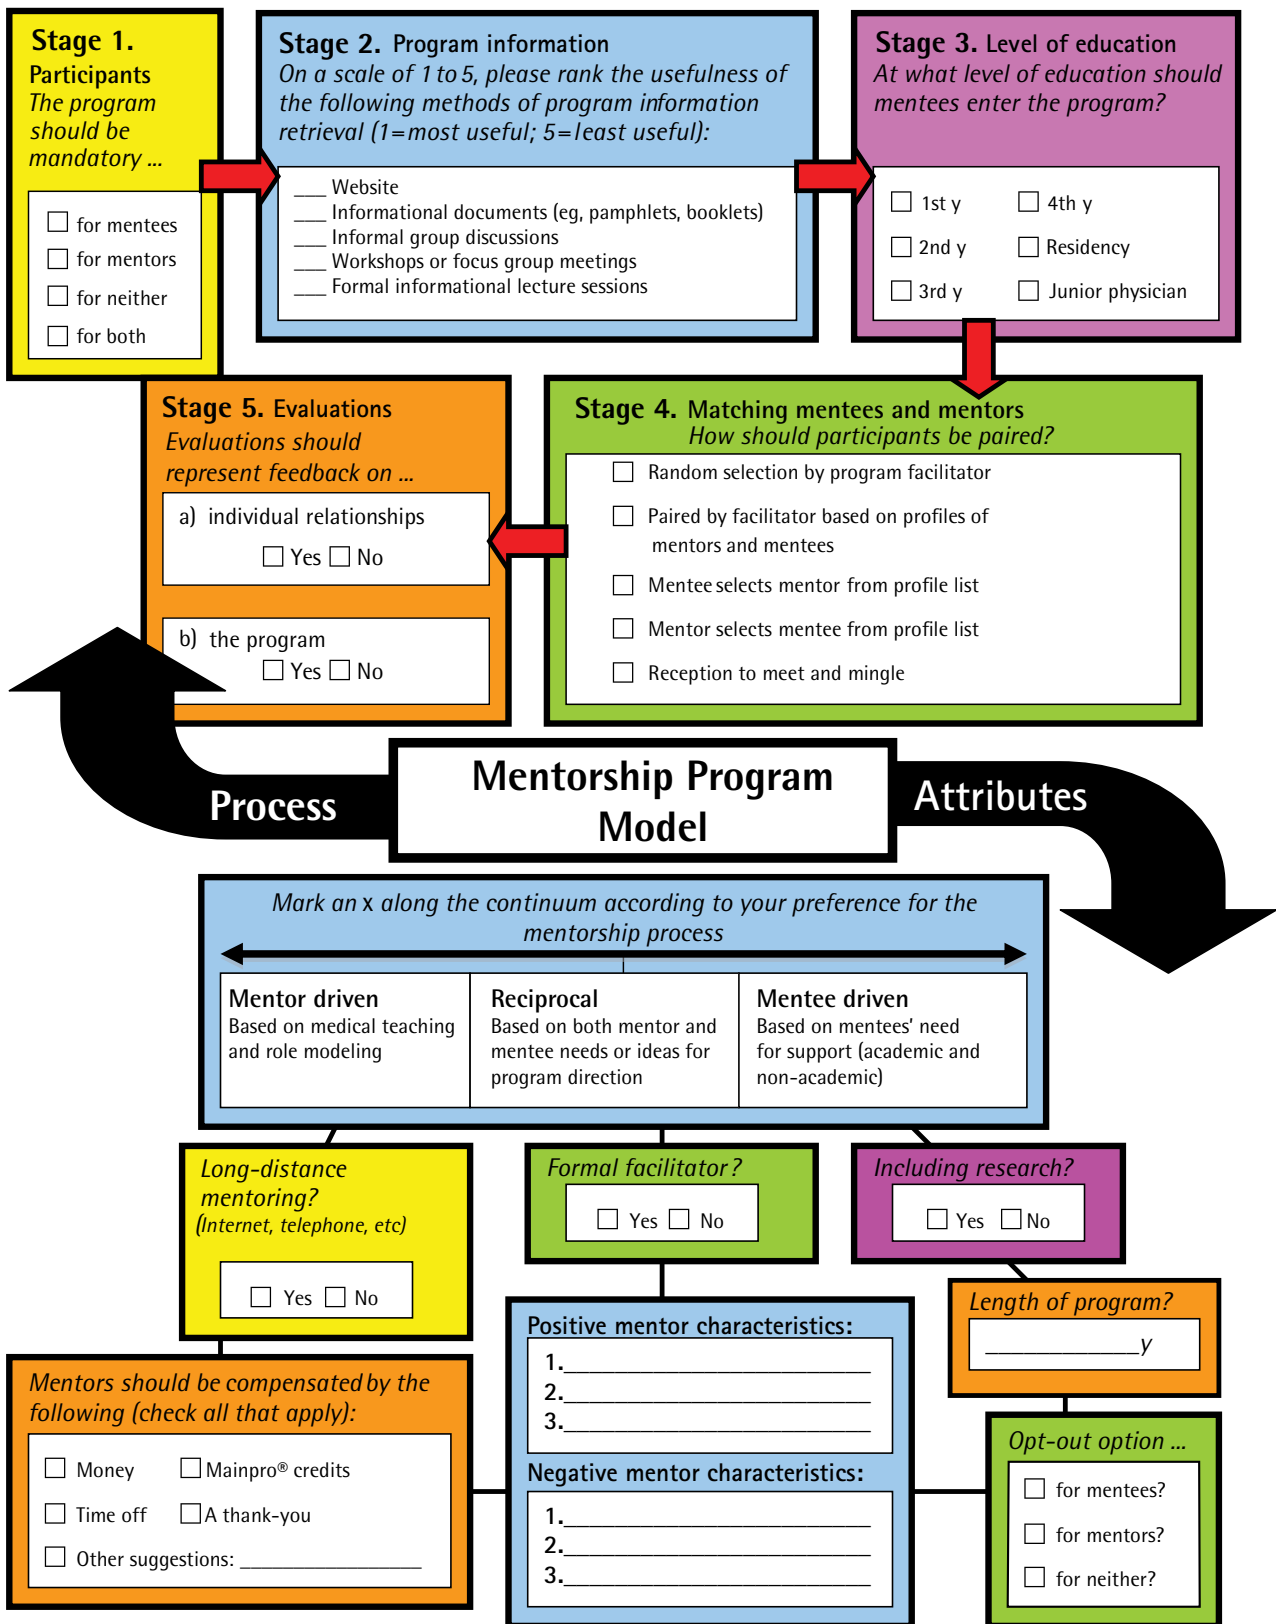 Stage 1.
Participants
The program
should be
mandatory ...
for mentees
for mentors
for neither
for both
Stage 2. Program information
On a scale of 1 to 5, please rank the usefulness of
the following methods of program information
retrieval (1=most useful; 5=least useful):
___ Website
___ Informational documents (eg, pamphlets, booklets)
___ Informal group discussions
___ Workshops or focus group meetings
___ Formal informational lecture sessions
Stage 3. Level of education
At what level of education should
mentees enter the program?
1st y
4th y
2nd y
Residency
3rd y
Junior physician
Stage 4. Matching mentees and mentors
How should participants be paired?
Random selection by program facilitator
Paired by facilitator based on profiles of
mentors and mentees
Mentee selects mentor from profile list
Mentor selects mentee from profile list
Reception to meet and mingle
Stage 5. Evaluations
Evaluations should
represent feedback on ...
a) individual relationships
Yes No
b) the program
Yes No
Process
Mentorship Program
Model
Attributes
Mark an x along the continuum according to your preference for the
mentorship process
Mentor driven
Based on medical teaching
and role modeling
Reciprocal
Based on both mentor and
mentee needs or ideas for
program direction
Mentee driven
Based on mentees' need
for support (academic and
non-academic)
Long-distance
mentoring?
(Internet, telephone, etc)
Yes No
Formal facilitator?
Yes No
Including research?
Yes No
Length of program?
____________y
Mentors should be compensated by the
following (check all that apply):
Money
Mainpro® credits
Time off
A thank-you
Other suggestions: ________________
Positive mentor characteristics:
1.______________________
2.______________________
3.______________________
Negative mentor characteristics:
1.______________________
2.______________________
3.______________________
Opt-out option ...
for mentees?
for mentors?
for neither?